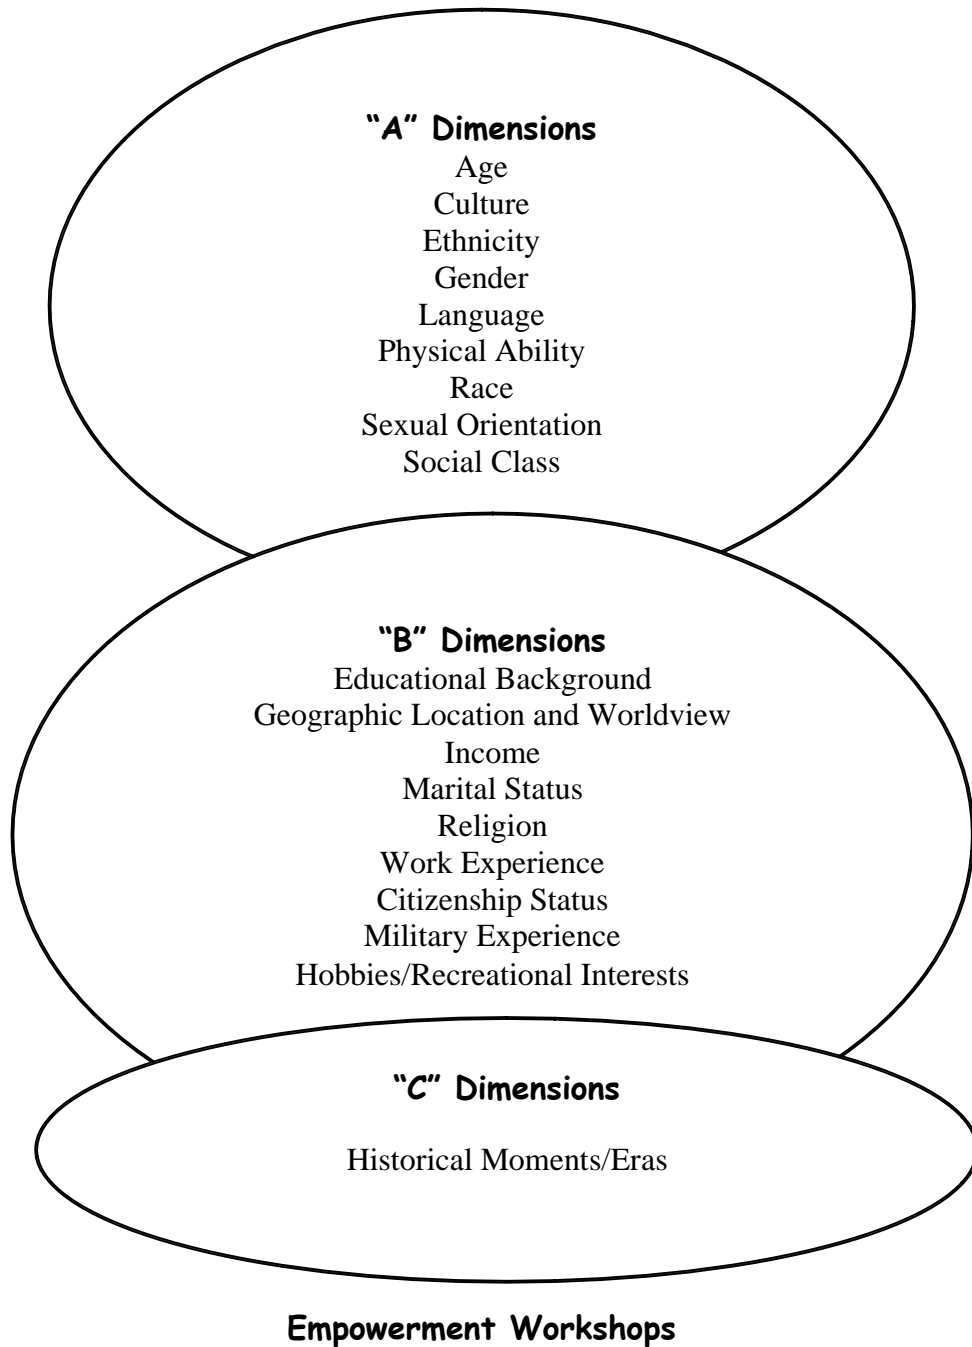 “A” Dimensions
Age
Culture
Ethnicity
Gender
Language
Physical Ability
Race
Sexual Orientation
Social Class
“B” Dimensions
Educational Background
Geographic Location and Worldview
Income
Marital Status
Religion
Work Experience
Citizenship Status
Military Experience
Hobbies/Recreational Interests
“C” Dimensions
Historical Moments/Eras
Empowerment Workshops